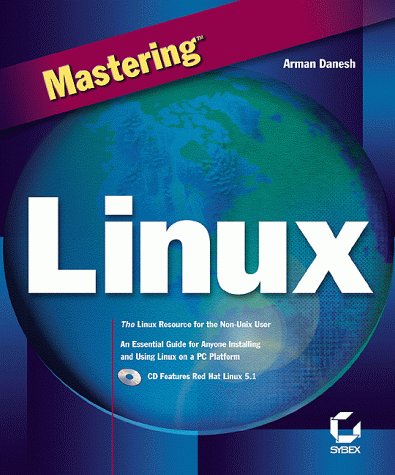 Mastering™
Arman Danesh
Linux
The Linux Resource for the Non-Unix User
An Essential Guide for Anyone Installing
and Using Linux on a PC Platform
CD Features Red Hat Linux 5.1
SYBEX